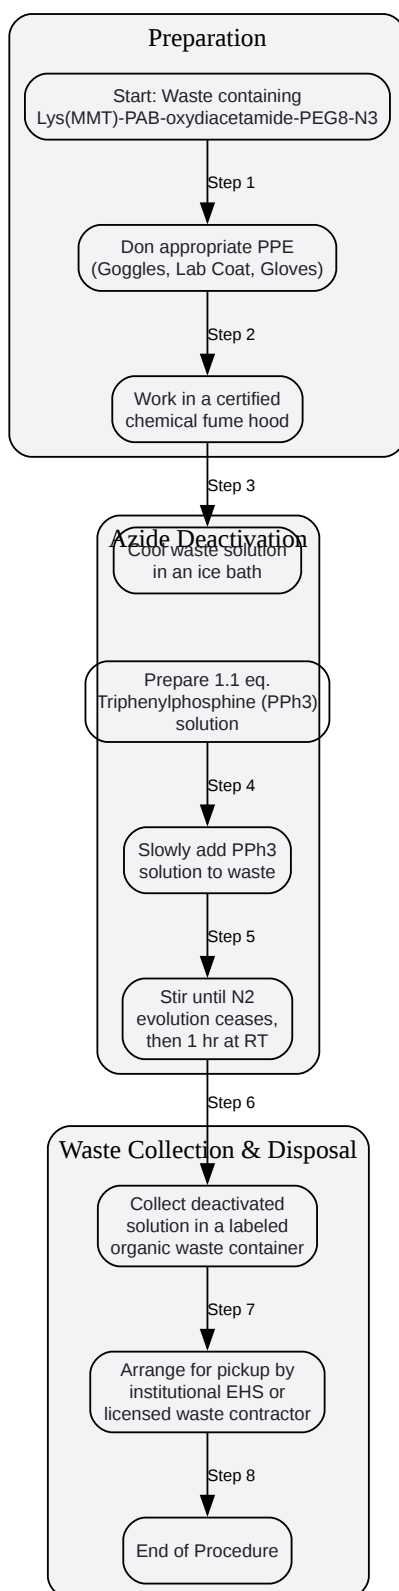 Preparation
Start: Waste containing
Lys(MMT)-PAB-oxydiacetamide-PEG8-N3
Step 1
Don appropriate PPE
(Goggles, Lab Coat, Gloves)
Step 2
Work in a certified
chemical fume hood
Step 3
Azide Deactivation
Cool waste solution
in an ice bath
Prepare 1.1 eq.
Triphenylphosphine (PPh3)
solution
Step 4
Slowly add PPh3
solution to waste
Step 5
Stir until N2
evolution ceases,
then 1 hr at RT
Step 6
Waste Collection & Disposal
Collect deactivated
solution in a labeled
organic waste container
Step 7
Arrange for pickup by
institutional EHS or
licensed waste contractor
Step 8
End of Procedure